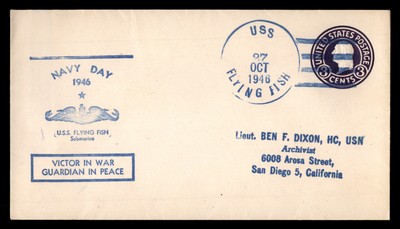 NAVY DAY
1946
U.S.S. FLYING FISH
Submarine
VICTOR IN WAR
GUARDIAN IN PEACE
USS
27
OCT
1946
FLYING FISH
UNITED STATES POSTAGE
3 CENTS 3
Lieut. BEN F. DIXON, HC, USN
Archivist
6008 Arosa Street,
San Diego 5, California